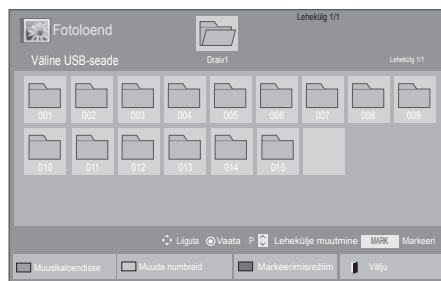 Lehekülg 1/1
Fotoloend
Väline USB-seade Draiv1 Lehekülg 1/1
001 002 003 004 005 006 007 008 009
010 011 012 013 014 015
Liiguta Vaata P Lehekülje muutmine MARK Markeeri
Muusikaloendisse Muuda numbreid Markeerimisrežiim Välju